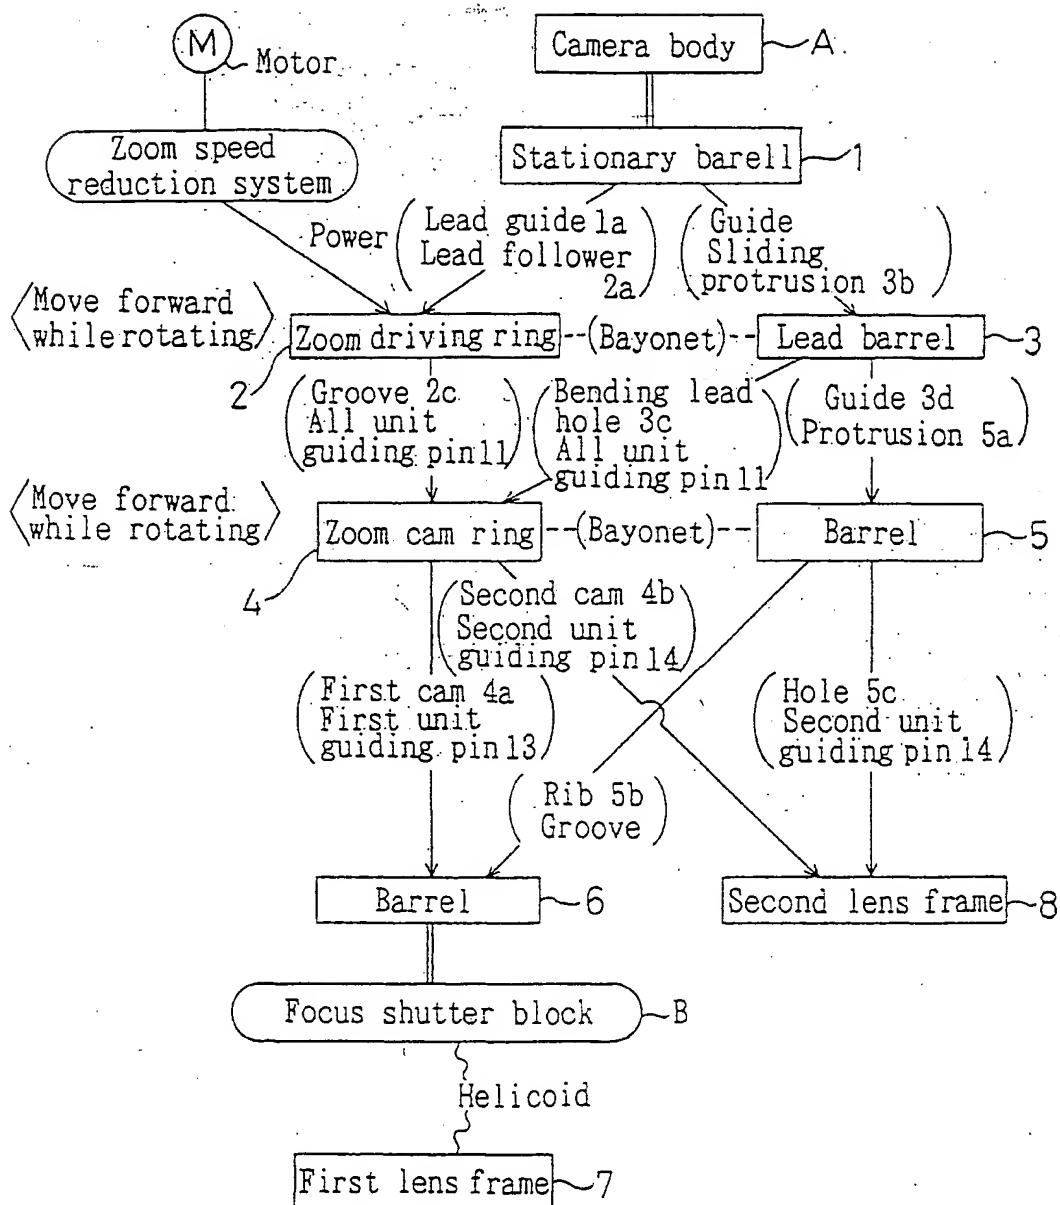 M
Motor
Camera body
A
Zoom speed
reduction system
Stationary barell
1
Power
Lead guide 1a
Lead follower
2a
Guide
Sliding
protrusion 3b
Move forward
while rotating
Zoom driving ring
(Bayonet)
Lead barrel
3
2
Groove 2c
All unit
guiding pin 11
Bending lead
hole 3c
All unit
guiding pin 11
Guide 3d
Protrusion 5a
Move forward
while rotating
Zoom cam ring
(Bayonet)
Barrel
5
4
Second cam 4b
Second unit
guiding pin 14
First cam 4a
First unit
guiding pin 13
Hole 5c
Second unit
guiding pin 14
Rib 5b
Groove
Barrel
6
Second lens frame
8
Focus shutter block
B
Helicoid
First lens frame
7